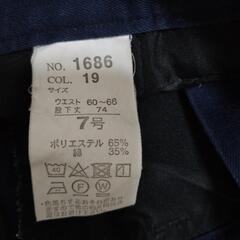 NO. 1686
COL. 19
サイズ
ウエスト 60~66
股下丈 74
7号
ポリエステル 65%
綿 35%
40
F W